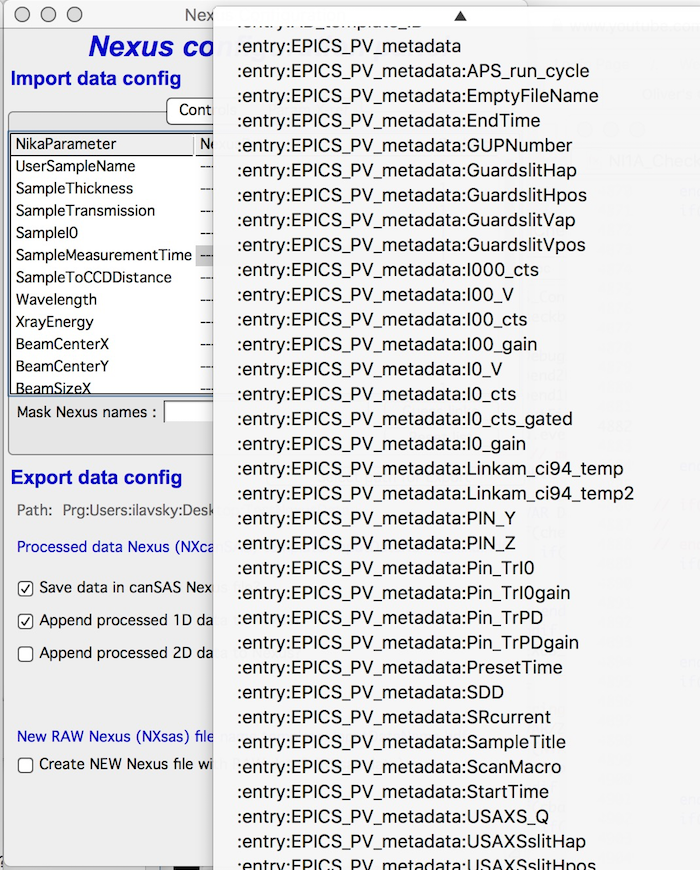 Nex
Nexus co
Import data config
Cont
NikaParameter
Ne
UserSampleName
SampleThickness
SampleTransmission
SampleI0
SampleMeasurementTime
SampleToCCDDistance
Wavelength
XrayEnergy
BeamCenterX
BeamCenterY
BeamSizeX
Mask Nexus names :
Export data config
Path: Prg:Users:ilavsky:Desk
Processed data Nexus (NXca
Save data in canSAS Nex
Append processed 1D da
Append processed 2D da
New RAW Nexus (NXsas) file
Create NEW Nexus file wi
:entry:EPICS_PV_metadata
:entry:EPICS_PV_metadata:APS_run_cycle
:entry:EPICS_PV_metadata:EmptyFileName
:entry:EPICS_PV_metadata:EndTime
:entry:EPICS_PV_metadata:GUPNumber
:entry:EPICS_PV_metadata:GuardslitHap
:entry:EPICS_PV_metadata:GuardslitHpos
:entry:EPICS_PV_metadata:GuardslitVap
:entry:EPICS_PV_metadata:GuardslitVpos
:entry:EPICS_PV_metadata:I000_cts
:entry:EPICS_PV_metadata:I00_V
:entry:EPICS_PV_metadata:I00_cts
:entry:EPICS_PV_metadata:I00_gain
:entry:EPICS_PV_metadata:I0_V
:entry:EPICS_PV_metadata:I0_cts
:entry:EPICS_PV_metadata:I0_cts_gated
:entry:EPICS_PV_metadata:I0_gain
:entry:EPICS_PV_metadata:Linkam_ci94_temp
:entry:EPICS_PV_metadata:Linkam_ci94_temp2
:entry:EPICS_PV_metadata:PIN_Y
:entry:EPICS_PV_metadata:PIN_Z
:entry:EPICS_PV_metadata:Pin_TrI0
:entry:EPICS_PV_metadata:Pin_TrI0gain
:entry:EPICS_PV_metadata:Pin_TrPD
:entry:EPICS_PV_metadata:Pin_TrPDgain
:entry:EPICS_PV_metadata:PresetTime
:entry:EPICS_PV_metadata:SDD
:entry:EPICS_PV_metadata:SRcurrent
:entry:EPICS_PV_metadata:SampleTitle
:entry:EPICS_PV_metadata:ScanMacro
:entry:EPICS_PV_metadata:StartTime
:entry:EPICS_PV_metadata:USAXS_Q
:entry:EPICS_PV_metadata:USAXSslitHap
:entry:EPICS_PV_metadata:USAXSslitHpos